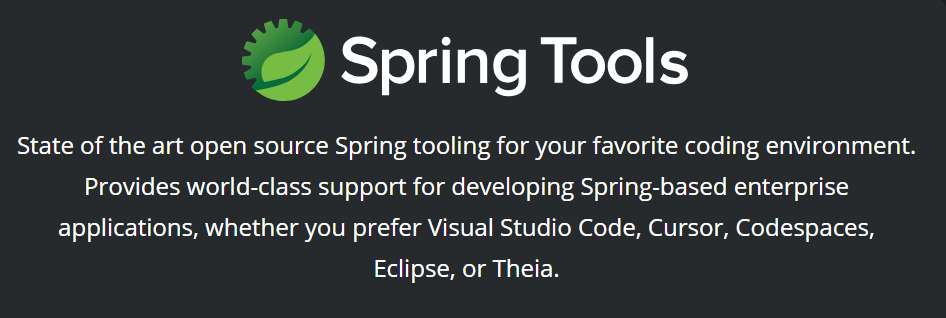 Spring Tools
State of the art open source Spring tooling for your favorite coding environment.
Provides world-class support for developing Spring-based enterprise
applications, whether you prefer Visual Studio Code, Cursor, Codespaces,
Eclipse, or Theia.